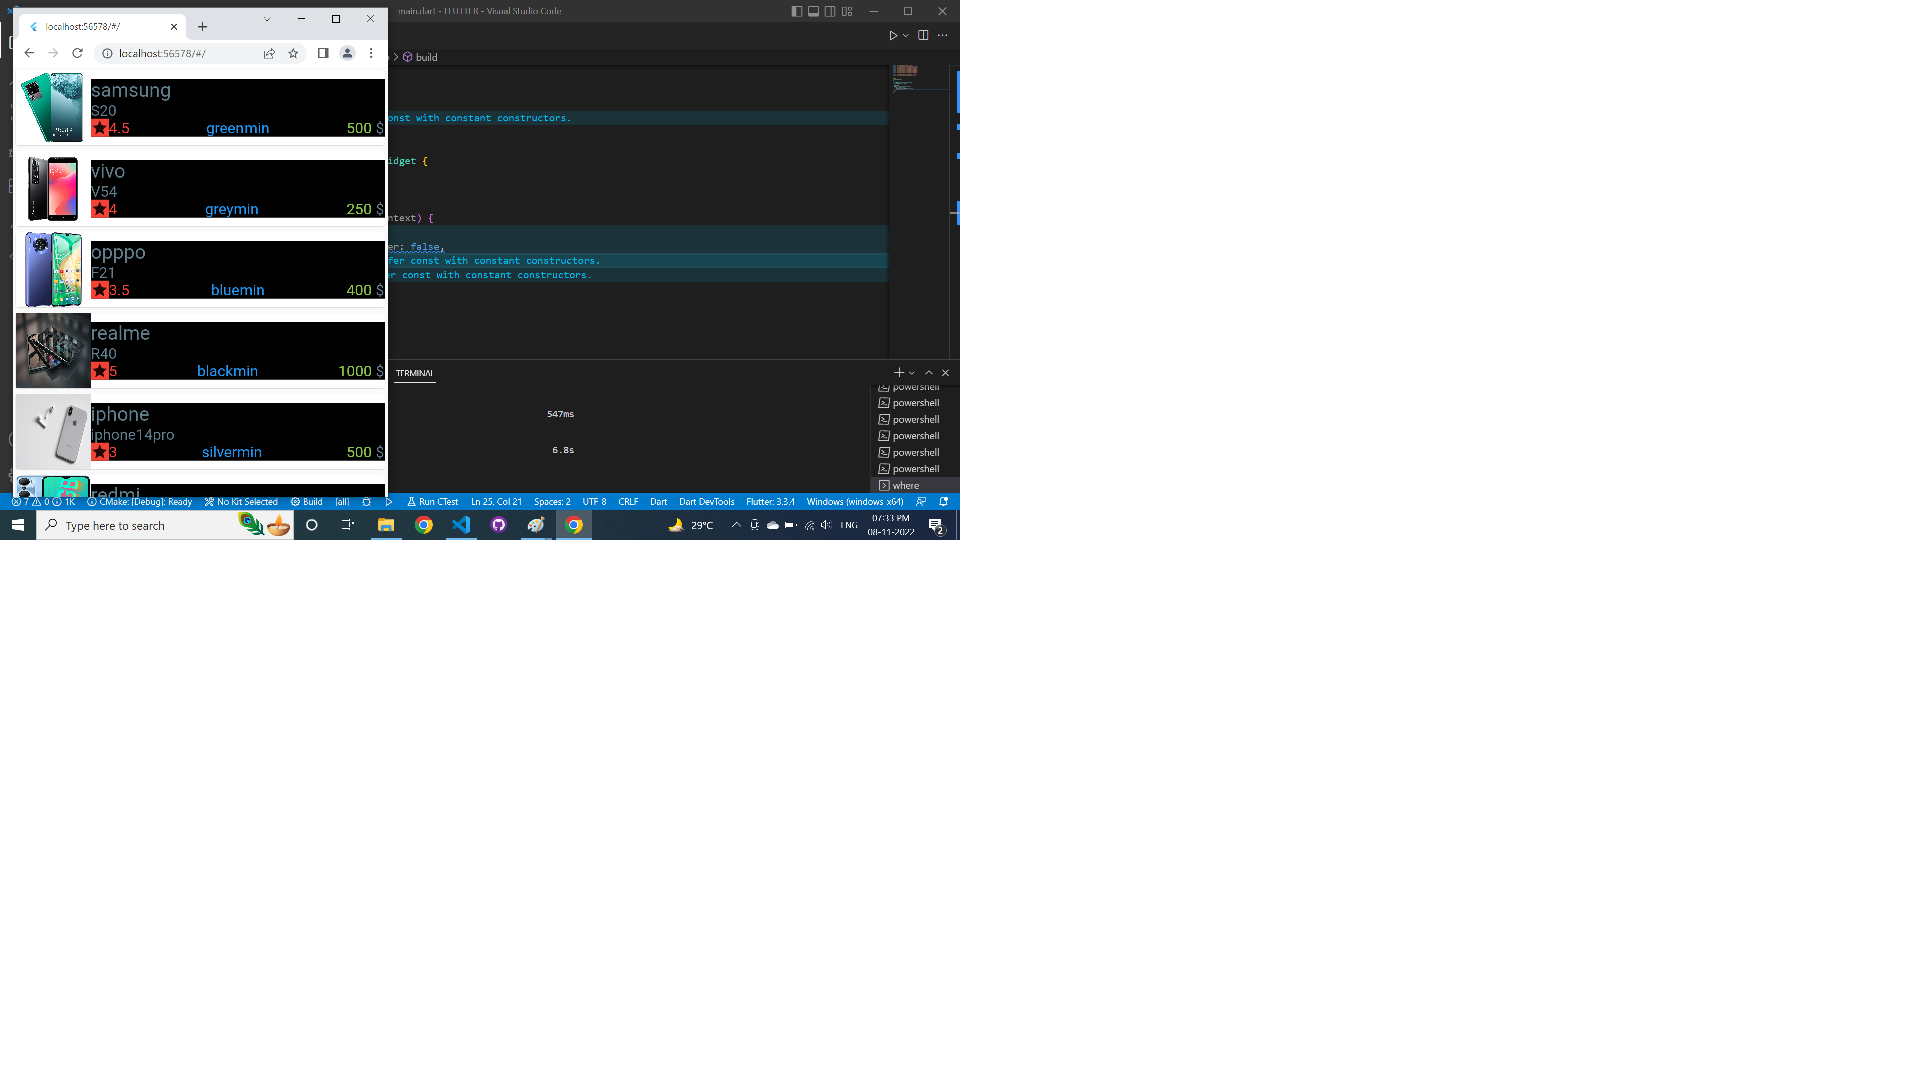 localhost:56578/#/
main.dart - FLUTTER - Visual Studio Code
localhost:56578/#/
build
samsung
S20
4.5 greenmin 500 $
onst with constant constructors.
idget {
vivo
V54
4 greymin 250 $
ntext) {
opppo
F21
3.5 bluemin 400 $
er: false,
fer const with constant constructors.
er const with constant constructors.
realme
R40
5 blackmin 1000 $
TERMINAL
iphone
iphone14pro
3 silvermin 500 $
547ms
6.8s
powershell
powershell
powershell
powershell
powershell
powershell
where
redmi
7 0 1K CMake: [Debug]: Ready No Kit Selected Build [all] Run CTest Ln 25, Col 21 Spaces: 2 UTF-8 CRLF Dart Dart DevTools Flutter: 3.3.4 Windows (windows-x64)
Type here to search
29°C
ENG
07:33 PM
08-11-2022
2